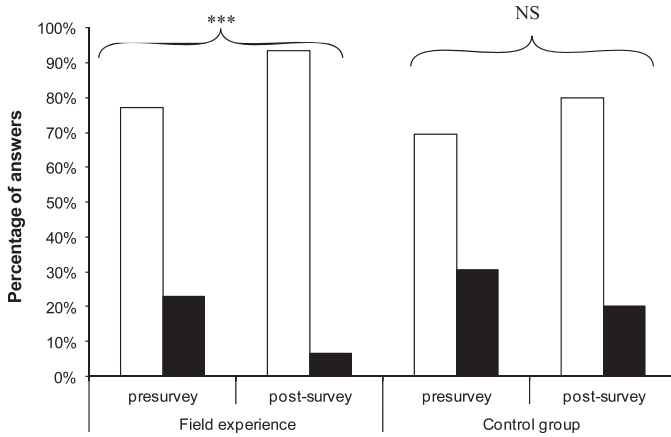 *** NS
100%
90%
80%
70%
60%
50%
40%
30%
20%
10%
0%
Percentage of answers
presurvey post-survey presurvey post-survey
Field experience Control group